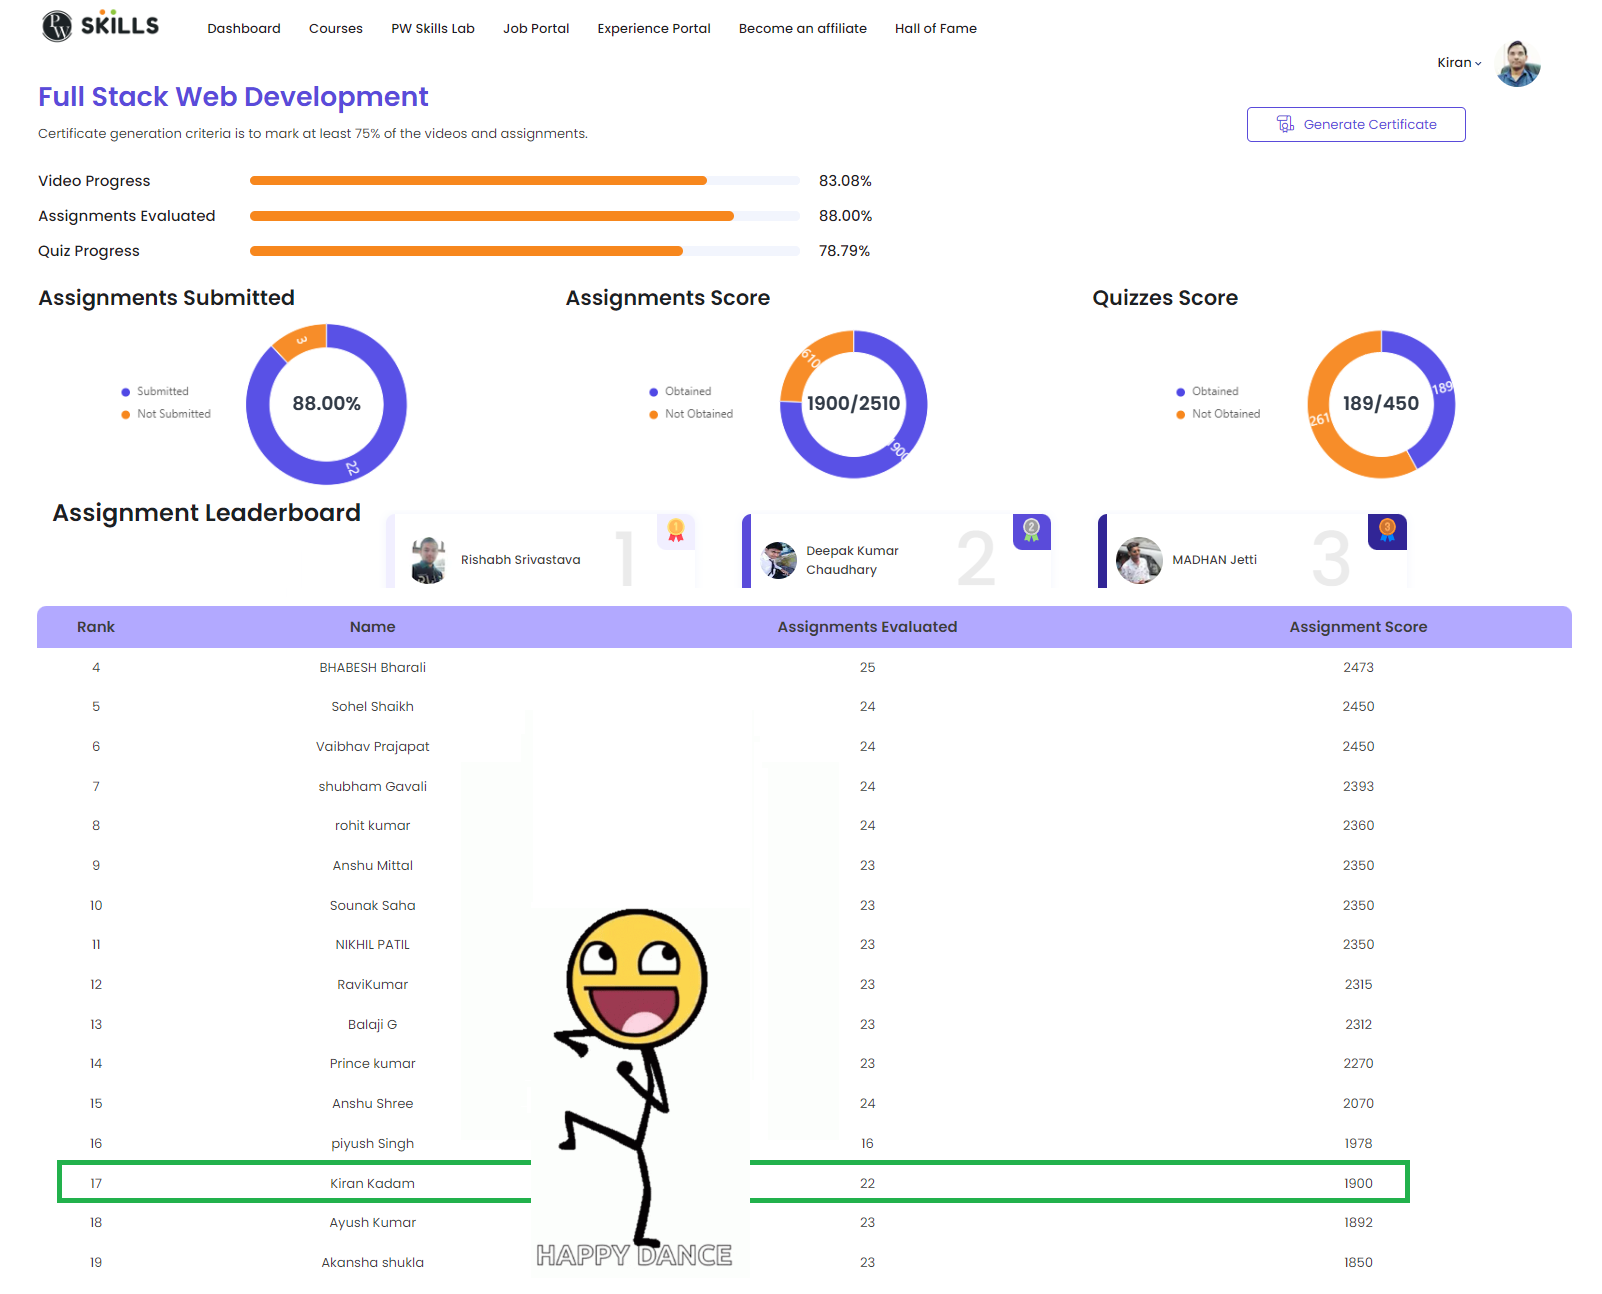 PW SKILLS
Dashboard Courses PW Skills Lab Job Portal Experience Portal Become an affiliate Hall of Fame
Kiran
Full Stack Web Development
Certificate generation criteria is to mark at least 75% of the videos and assignments.
Generate Certificate
Video Progress 83.08%
Assignments Evaluated 88.00%
Quiz Progress 78.79%
Assignments Submitted
Submitted
Not Submitted
3
88.00%
22
Assignments Score
Obtained
Not Obtained
610
1900/2510
1900
Quizzes Score
Obtained
Not Obtained
189
189/450
261
Assignment Leaderboard
Rishabh Srivastava 1 1
Deepak Kumar
Chaudhary 2 2
MADHAN Jetti 3 3
Rank Name Assignments Evaluated Assignment Score
4 BHABESH Bharali 25 2473
5 Sohel Shaikh 24 2450
6 Vaibhav Prajapat 24 2450
7 shubham Gavali 24 2393
8 rohit kumar 24 2360
9 Anshu Mittal 23 2350
10 Sounak Saha 23 2350
11 NIKHIL PATIL 23 2350
12 RaviKumar 23 2315
13 Balaji G 23 2312
14 Prince kumar 23 2270
15 Anshu Shree 24 2070
16 piyush Singh 16 1978
17 Kiran Kadam 22 1900
18 Ayush Kumar 23 1892
19 Akansha shukla 23 1850
HAPPY DANCE